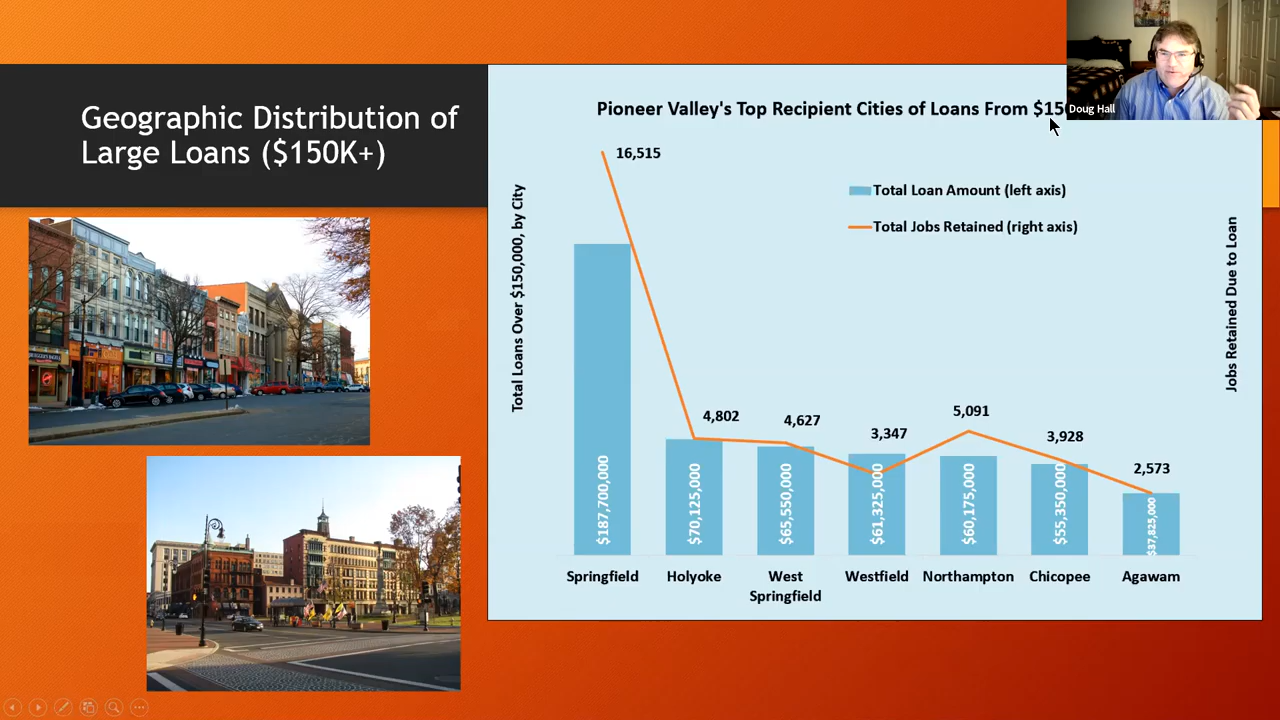 Geographic Distribution of
Large Loans ($150K+)
Pioneer Valley's Top Recipient Cities of Loans From
Doug Hall
Total Loans Over $150,000, by City
16,515
Total Loan Amount (left axis)
Total Jobs Retained (right axis)
Jobs Retained Due to Loan
4,802
4,627
3,347
5,091
3,928
2,573
$187,700,000
$70,125,000
$65,550,000
$61,325,000
$60,175,000
$55,350,000
$37,825,000
Springfield
Holyoke
West
Springfield
Westfield
Northampton
Chicopee
Agawam